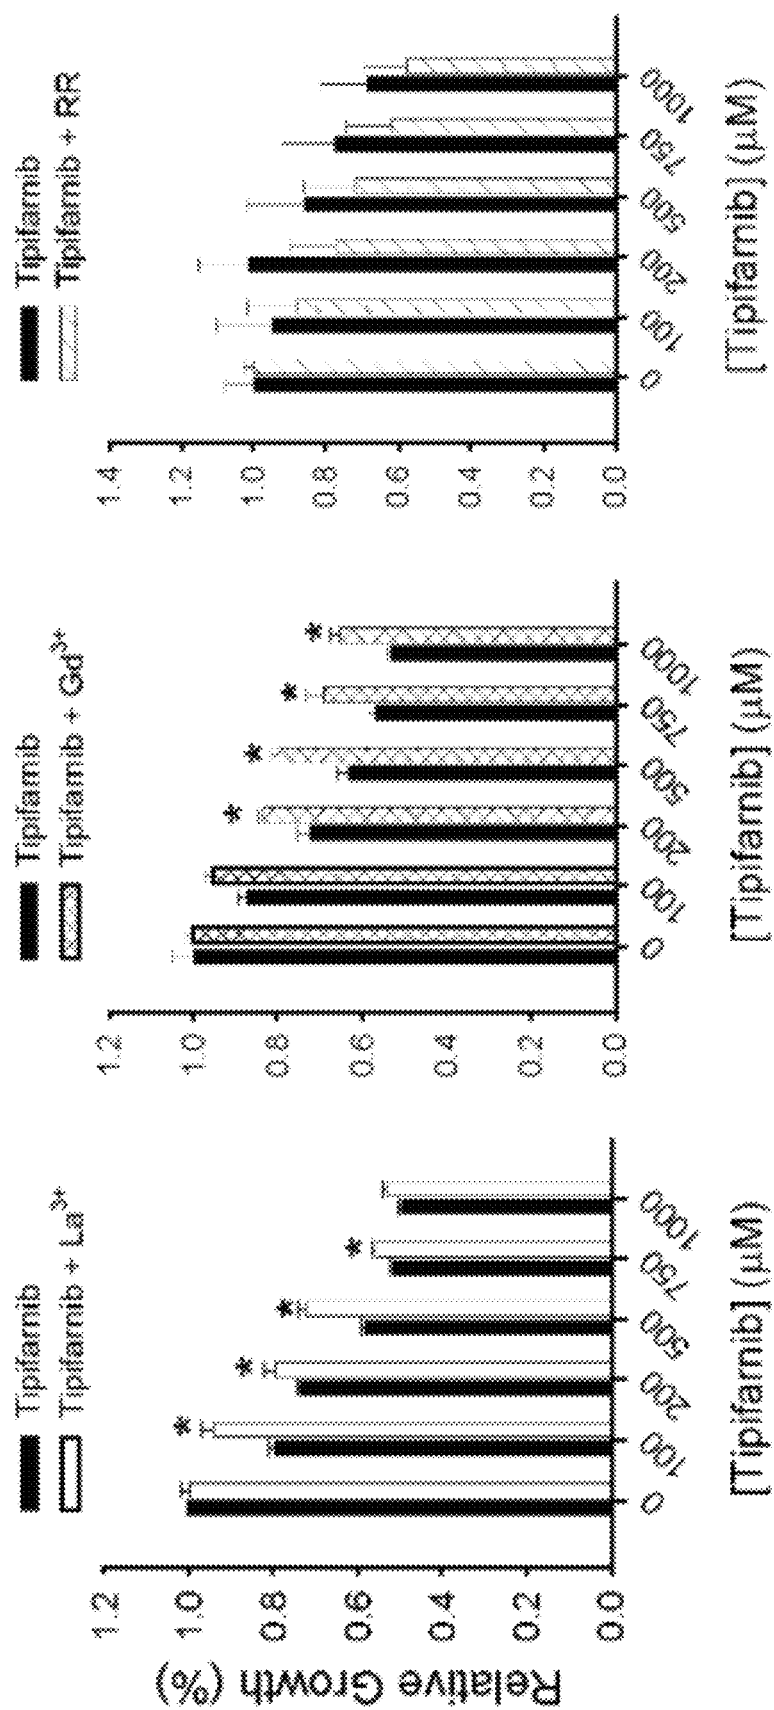 Tipifarnib
Tipifarnib + La3+
Relative Growth (%)
1.2
1.0
0.8
0.6
0.4
0.2
0.0
* * * *
0 100 200 500 750 1000
[Tipifarnib] (μM)
Tipifarnib
Tipifarnib + Gd3+
1.2
1.0
0.8
0.6
0.4
0.2
0.0
* * * *
0 100 200 500 750 1000
[Tipifarnib] (μM)
Tipifarnib
Tipifarnib + RR
1.4
1.2
1.0
0.8
0.6
0.4
0.2
0.0
0 100 200 500 750 1000
[Tipifarnib] (μM)